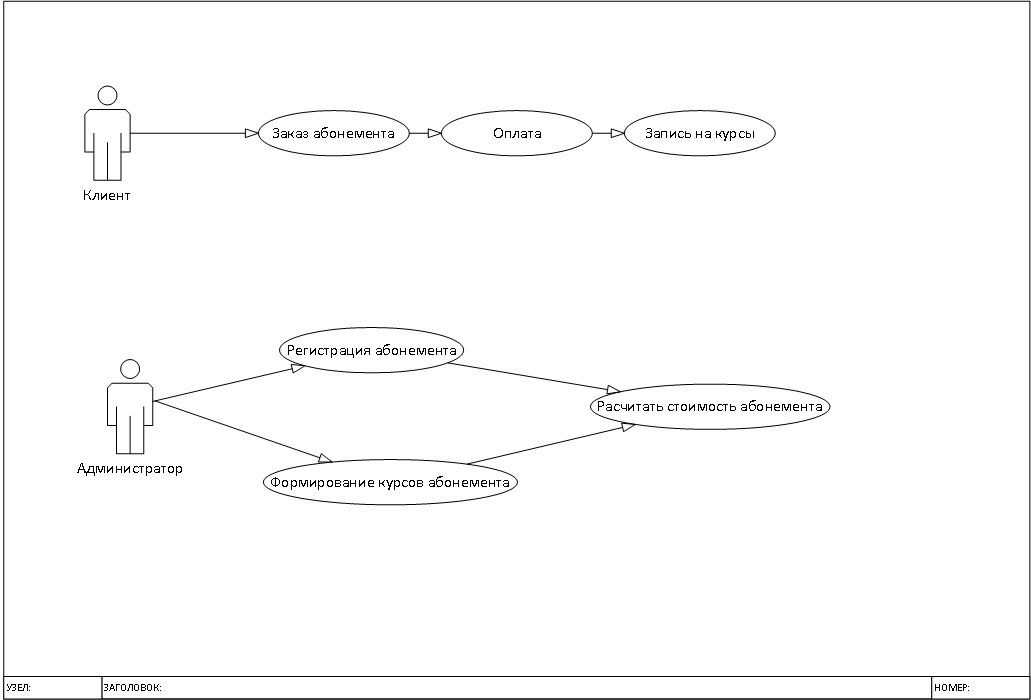 Заказ абонемента
Оплата
Запись на курсы
Клиент
Регистрация абонемента
Расчитать стоимость абонемента
Администратор
Формирование курсов абонемента
УЗЕЛ:
ЗАГОЛОВОК:
НОМЕР: